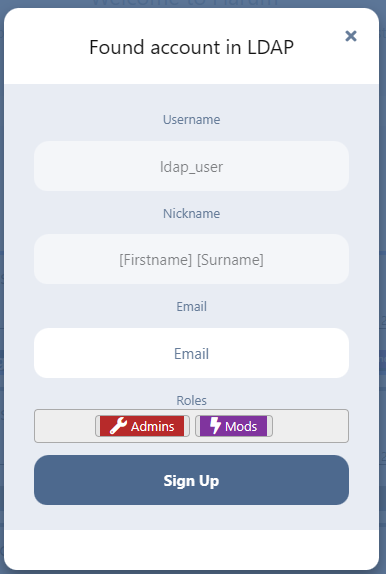 Welcome to Flarum
Found account in LDAP
Username
ldap_user
Nickname
[Firstname] [Surname]
Email
Email
Roles
Admins Mods
Sign Up